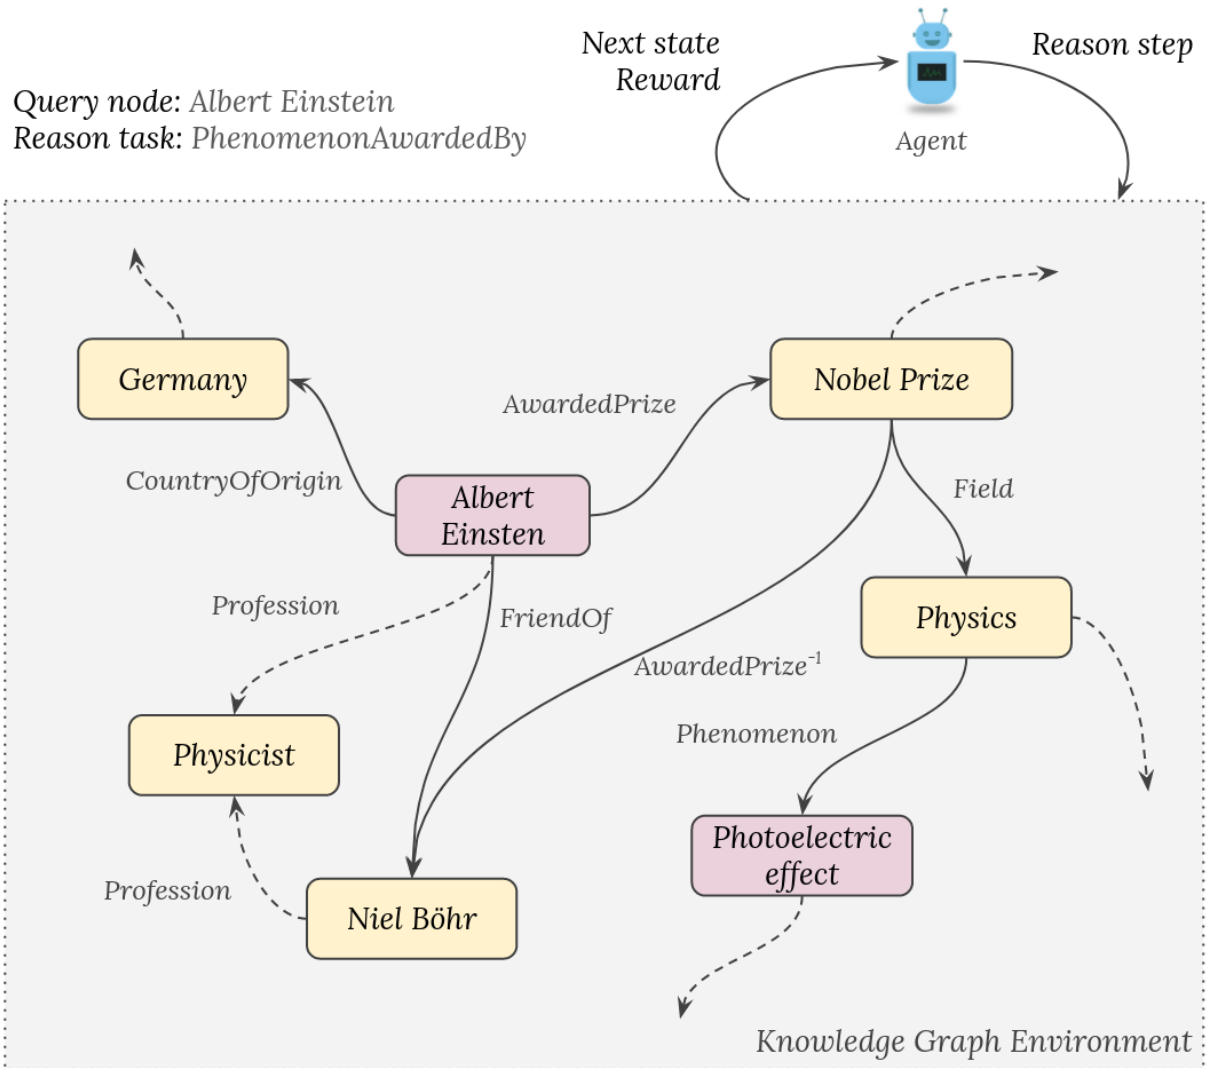 Next state
Reward
Reason step
Query node: Albert Einstein
Reason task: PhenomenonAwardedBy
Agent
Germany
Nobel Prize
AwardedPrize
CountryOfOrigin
Albert
Einsten
Field
Profession
FriendOf
Physics
AwardedPrize⁻¹
Phenomenon
Physicist
Photoelectric
effect
Profession
Niel Böhr
Knowledge Graph Environment